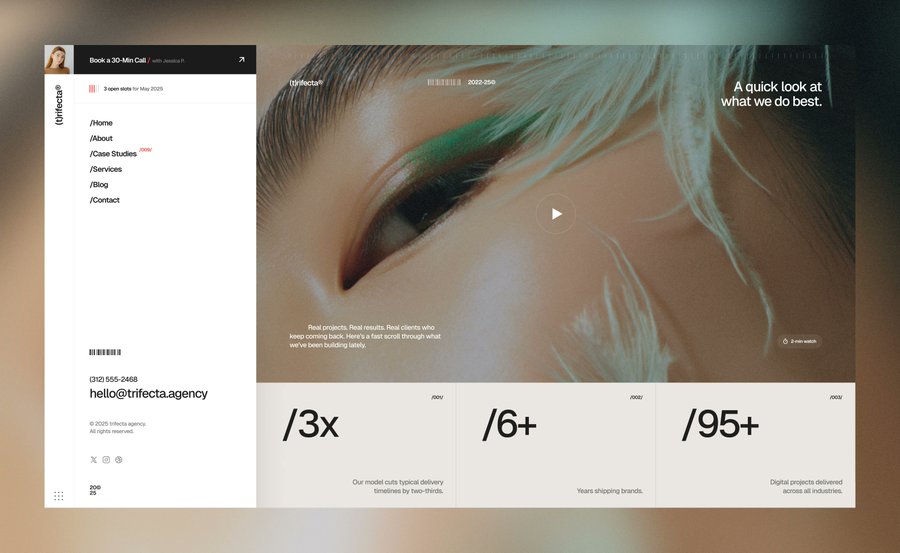 Book a 30-Min Call / with Jessica P.
3 open slots for May 2025
(t)rifecta®
/Home
/About
/Case Studies /009/
/Services
/Blog
/Contact
(312) 555-2468
hello@trifecta.agency
© 2025 trifecta agency.
All rights reserved.
20©
25
(t)rifecta®
2022-25©
A quick look at
what we do best.
Real projects. Real results. Real clients who
keep coming back. Here's a fast scroll through what
we've been building lately.
2-min watch
/001/
/3x
Our model cuts typical delivery
timelines by two-thirds.
/002/
/6+
Years shipping brands.
/003/
/95+
Digital projects delivered
across all industries.